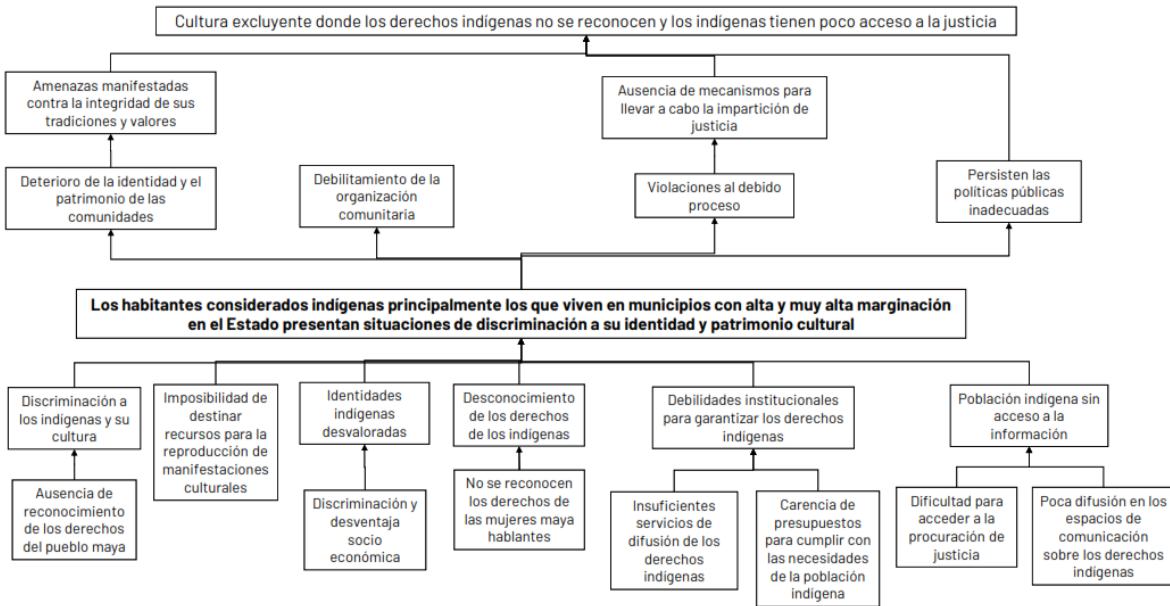 Cultura excluyente donde los derechos indígenas no se reconocen y los indígenas tienen poco acceso a la justicia
Amenazas manifestadas
contra la integridad de sus
tradiciones y valores
Ausencia de mecanismos para
llevar a cabo la impartición de
justicia
Deterioro de la identidad y el
patrimonio de las
comunidades
Debilitamiento de la
organización
comunitaria
Violaciones al debido
proceso
Persisten las
políticas públicas
inadecuadas
Los habitantes considerados indígenas principalmente los que viven en municipios con alta y muy alta marginación
en el Estado presentan situaciones de discriminación a su identidad y patrimonio cultural
Discriminación a
los indígenas y su
cultura
Imposibilidad de
destinar
recursos para la
reproducción de
manifestaciones
culturales
Identidades
indígenas
desvaloradas
Desconocimiento
de los derechos
de los indígenas
Debilidades institucionales
para garantizar los derechos
indígenas
Población indígena sin
acceso a la
información
Ausencia de
reconocimiento
de los derechos
del pueblo maya
Discriminación y
desventaja
socio
económica
No se reconocen
los derechos de
las mujeres maya
hablantes
Insuficientes
servicios de
difusión de los
derechos
indígenas
Carencia de
presupuestos
para cumplir con
las necesidades
de la población
indígena
Dificultad para
acceder a la
procuración de
justicia
Poca difusión en los
espacios de
comunicación
sobre los derechos
indígenas